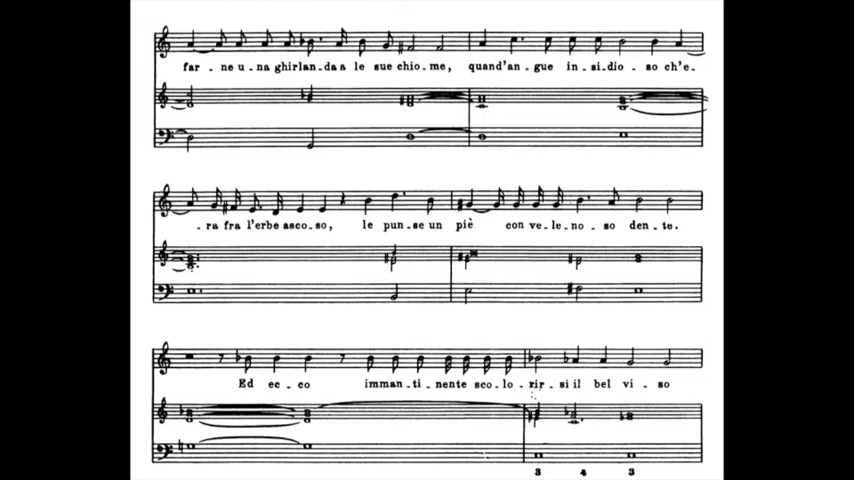 far - ne u - na ghirlan - da a le sue chio - me, quand'an - gue in - si - dio - so ch'e -
- ra fra l'erbe asco - so, le pun - se un piè con ve - le - no - so den - te.
Ed ec - co imman - ti - nente sco - lo - rir - si il bel vi - so
3 4 3